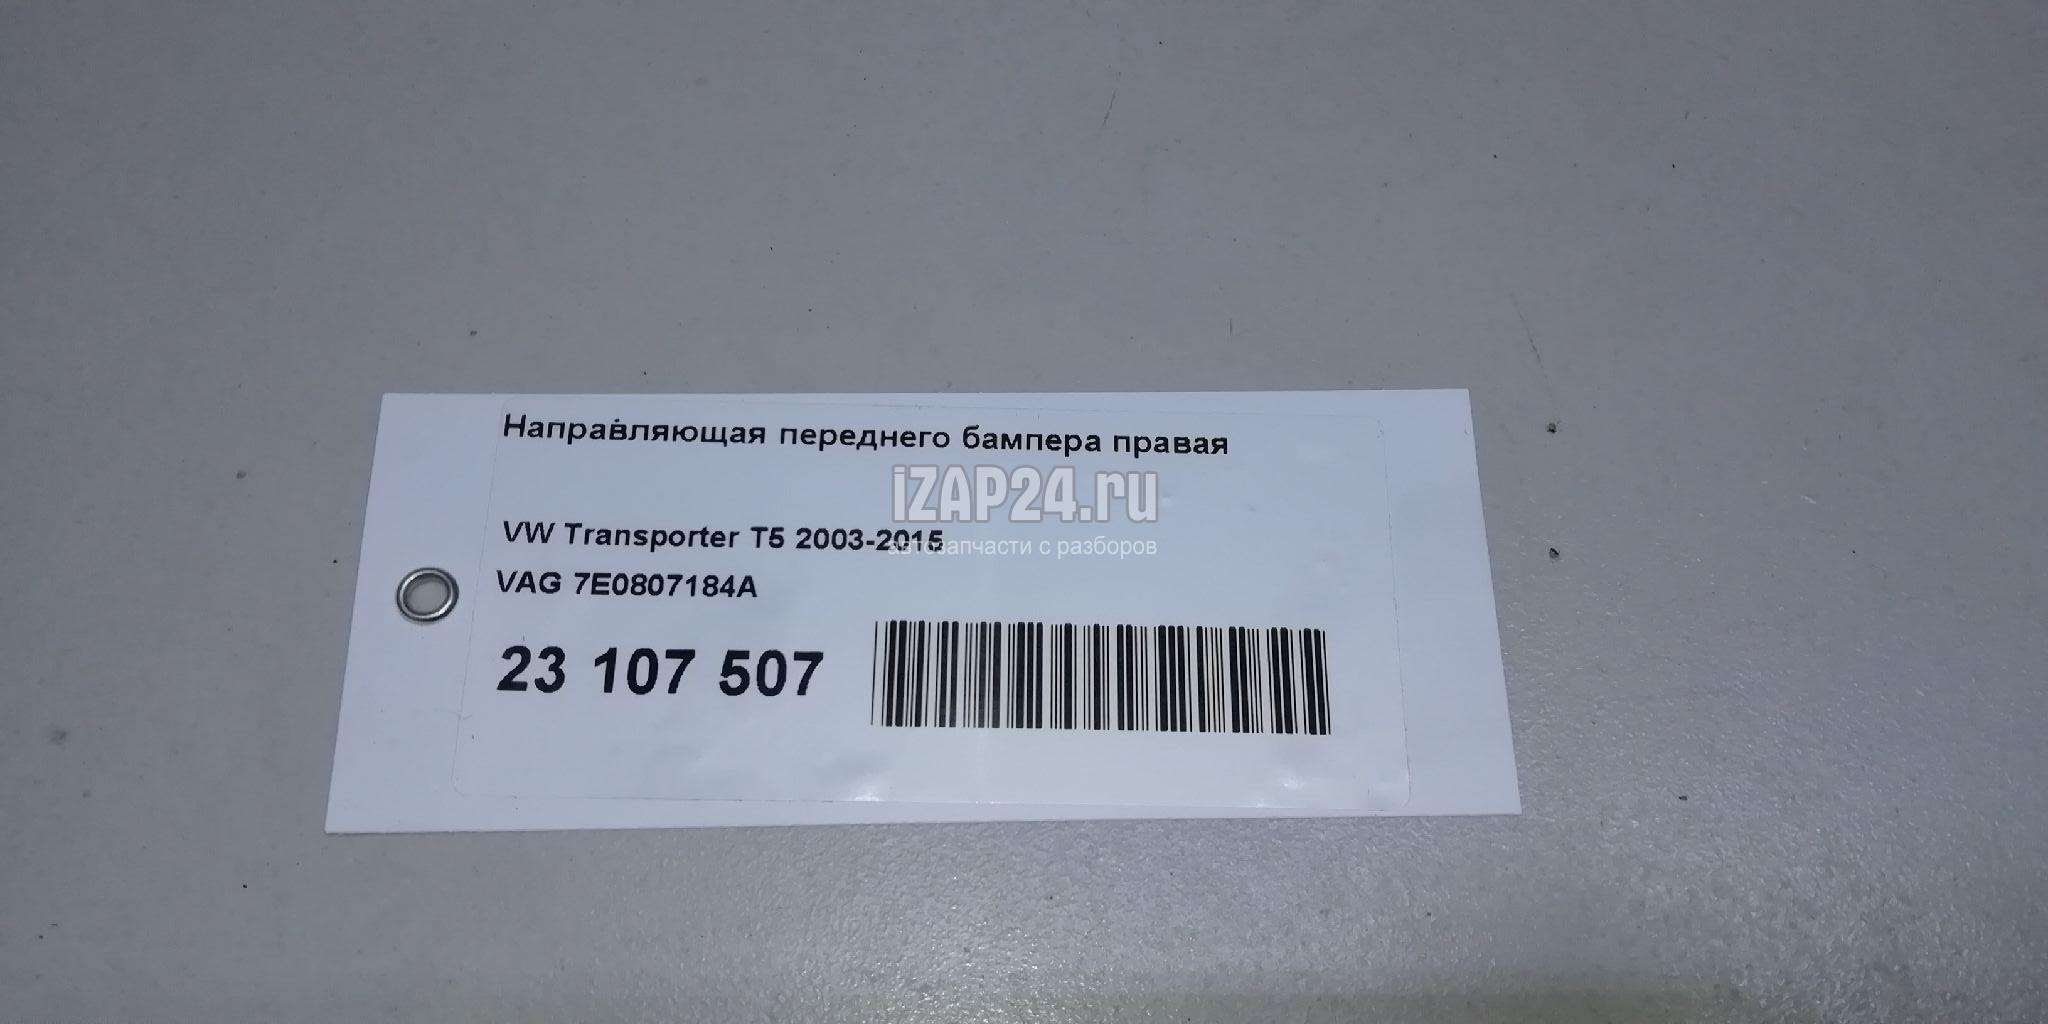 Направляющая переднего бампера правая
iZAP24.ru
VW Transporter T5 2003-2015
автозапчасти с разборов
VAG 7E0807184A
23 107 507